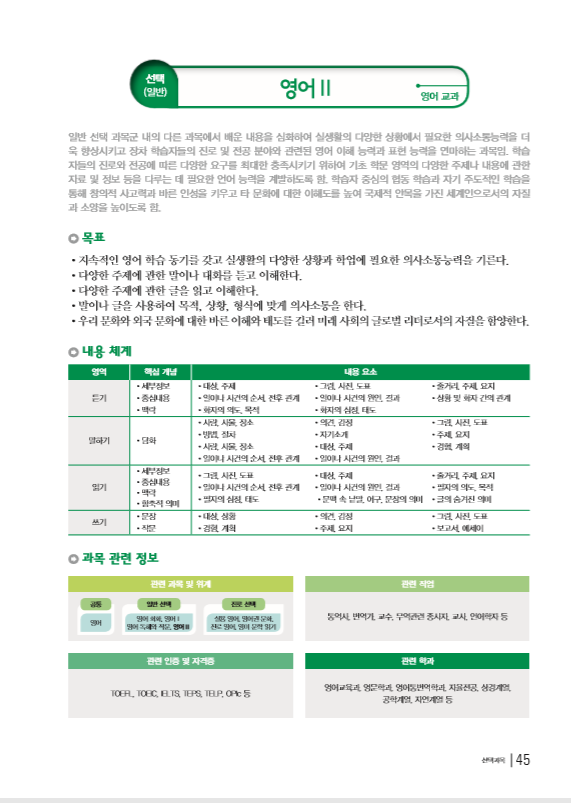 선택
(일반)
영어 II
영어 교과
일반 선택 과목군 내의 다른 과목에서 배운 내용을 심화하여 실생활의 다양한 상황에서 필요한 의사소통능력을 더
욱 향상시키고 장차 학습자들의 진로 및 전공 분야와 관련된 영어 이해 능력과 표현 능력을 연마하는 과목임. 학습
자들의 진로와 전공에 따른 다양한 요구를 최대한 충족시키기 위하여 기초 학문 영역의 다양한 주제나 내용에 관한
자료 및 정보 등을 다루는 데 필요한 언어 능력을 계발하도록 함. 학습자 중심의 협동 학습과 자기 주도적인 학습을
통해 창의적 사고력과 바른 인성을 키우고 타 문화에 대한 이해도를 높여 국제적 안목을 가진 세계인으로서의 자질
과 소양을 높이도록 함.
목표
• 지속적인 영어 학습 동기를 갖고 실생활의 다양한 상황과 학업에 필요한 의사소통능력을 기른다.
• 다양한 주제에 관한 말이나 대화를 듣고 이해한다.
• 다양한 주제에 관한 글을 읽고 이해한다.
• 말이나 글을 사용하여 목적, 상황, 형식에 맞게 의사소통을 한다.
• 우리 문화와 외국 문화에 대한 바른 이해와 태도를 길러 미래 사회의 글로벌 리더로서의 자질을 함양한다.
내용 체계
영역 핵심 개념 내용 요소
듣기
• 세부정보
• 중심내용
• 맥락
• 대상, 주제 • 그림, 사진, 도표 • 줄거리, 주제, 요지
• 일이나 사건의 순서, 전후 관계 • 일이나 사건의 원인, 결과 • 상황 및 화자 간의 관계
• 화자의 의도, 목적 • 화자의 심정, 태도
말하기
• 담화
• 사람, 사물, 장소 • 의견, 감정 • 그림, 사진, 도표
• 방법, 절차 • 자기소개 • 주제, 요지
• 사람, 사물, 장소 • 대상, 주제 • 경험, 계획
• 일이나 사건의 순서, 전후 관계 • 일이나 사건의 원인, 결과
읽기
• 세부정보
• 중심내용
• 맥락
• 함축적 의미
• 그림, 사진, 도표 • 대상, 주제 • 줄거리, 주제, 요지
• 일이나 사건의 순서, 전후 관계 • 일이나 사건의 원인, 결과 • 필자의 의도, 목적
• 필자의 심정, 태도 • 문맥 속 낱말, 어구, 문장의 의미 • 글의 숨겨진 의미
쓰기
• 문장
• 작문
• 대상, 상황 • 의견, 감정 • 그림, 사진, 도표
• 경험, 계획 • 주제, 요지 • 보고서, 에세이
과목 관련 정보
관련 과목 및 위계
공통 일반 선택 진로 선택
영어
영어 회화, 영어 I
영어 독해와 작문, 영어 II
실용 영어, 영어권 문화,
진로 영어, 영미 문학 읽기
관련 직업
통역사, 번역가, 교수, 무역관련 종사자, 교사, 언어학자 등
관련 인증 및 자격증
TOEFL, TOEIC, IELTS, TEPS, TELP, OPIc 등
관련 학과
영어교육과, 영문학과, 영어통번역학과, 자율전공, 상경계열,
공학계열, 자연계열 등
선택과목 45